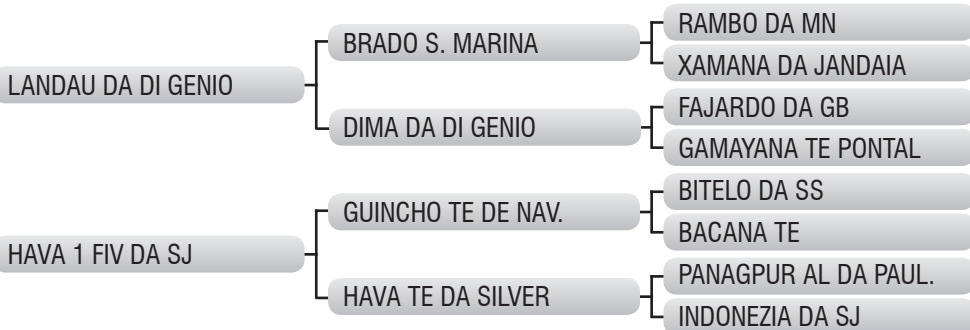 LANDAU DA DI GENIO
BRADO S. MARINA
RAMBO DA MN
XAMANA DA JANDAIA
DIMA DA DI GENIO
FAJARDO DA GB
GAMAYANA TE PONTAL
HAVA 1 FIV DA SJ
GUINCHO TE DE NAV.
BITELO DA SS
BACANA TE
HAVA TE DA SILVER
PANAGPUR AL DA PAUL.
INDONEZIA DA SJ